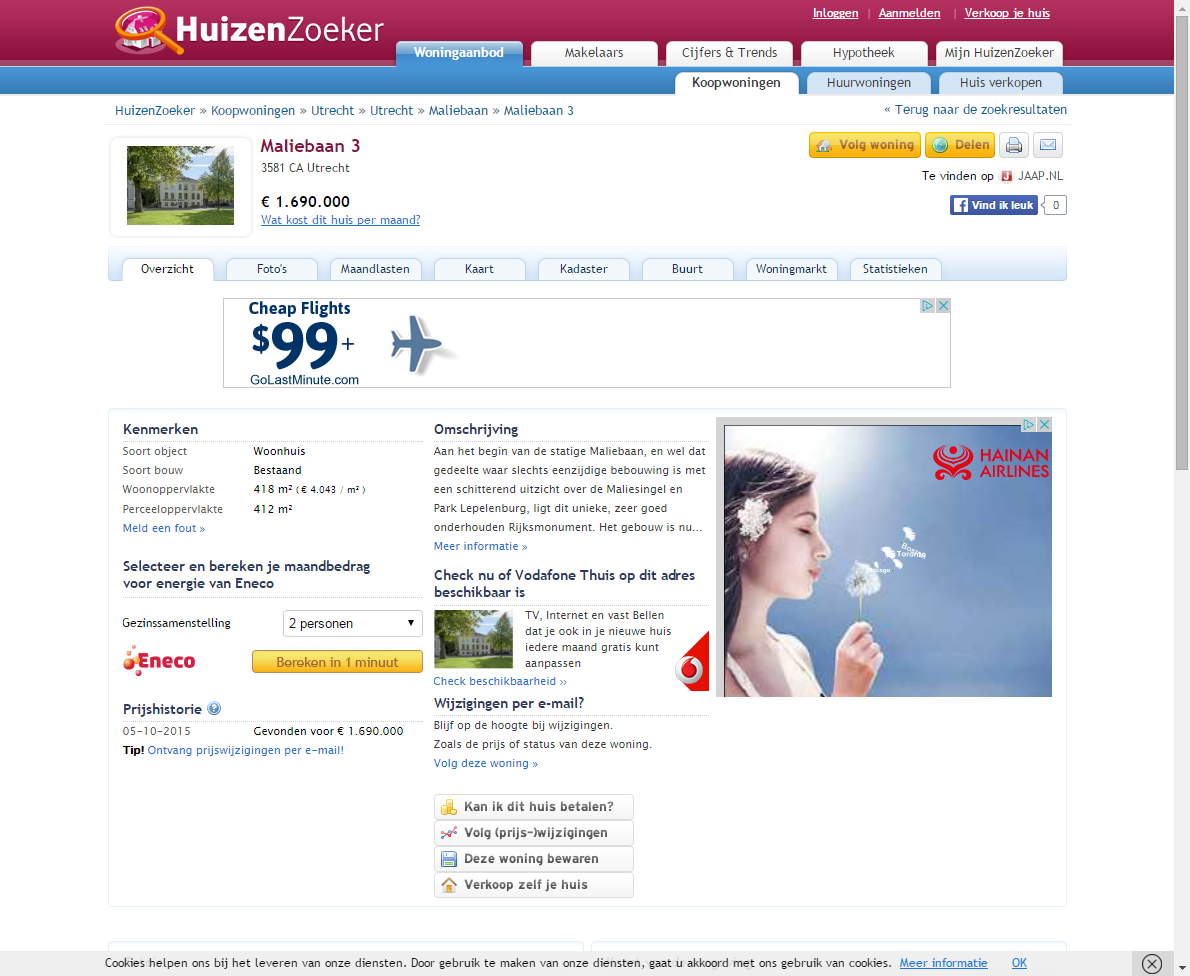 Inloggen | Aanmelden | Verkoop je huis
HuizenZoeker
Woningaanbod Makelaars Cijfers & Trends Hypotheek Mijn HuizenZoeker
Koopwoningen Huurwoningen Huis verkopen
HuizenZoeker » Koopwoningen » Utrecht » Utrecht » Maliebaan » Maliebaan 3
« Terug naar de zoekresultaten
Maliebaan 3
3581 CA Utrecht
€ 1.690.000
Wat kost dit huis per maand?
Volg woning Delen
Te vinden op JAAP.NL
Vind ik leuk 0
Overzicht Foto's Maandlasten Kaart Kadaster Buurt Woningmarkt Statistieken
Cheap Flights
$99+
GoLastMinute.com
Kenmerken
Soort object Woonhuis
Soort bouw Bestaand
Woonoppervlakte 418 m² ( € 4.043 / m² )
Perceeloppervlakte 412 m²
Meld een fout »
Selecteer en bereken je maandbedrag
voor energie van Eneco
Gezinssamenstelling 2 personen
Eneco Bereken in 1 minuut
Prijshistorie ?
05-10-2015 Gevonden voor € 1.690.000
Tip! Ontvang prijswijzigingen per e-mail!
Omschrijving
Aan het begin van de statige Maliebaan, en wel dat
gedeelte waar slechts eenzijdige bebouwing is met
een schitterend uitzicht over de Maliesingel en
Park Lepelenburg, ligt dit unieke, zeer goed
onderhouden Rijksmonument. Het gebouw is nu...
Meer informatie »
Check nu of Vodafone Thuis op dit adres
beschikbaar is
TV, Internet en vast Bellen
dat je ook in je nieuwe huis
iedere maand gratis kunt
aanpassen
Check beschikbaarheid ››
Wijzigingen per e-mail?
Blijf op de hoogte bij wijzigingen.
Zoals de prijs of status van deze woning.
Volg deze woning »
Kan ik dit huis betalen?
Volg (prijs-)wijzigingen
Deze woning bewaren
Verkoop zelf je huis
HAINAN
AIRLINES
Toronto
Cookies helpen ons bij het leveren van onze diensten. Door gebruik te maken van onze diensten, gaat u akkoord met ons gebruik van cookies. Meer informatie OK